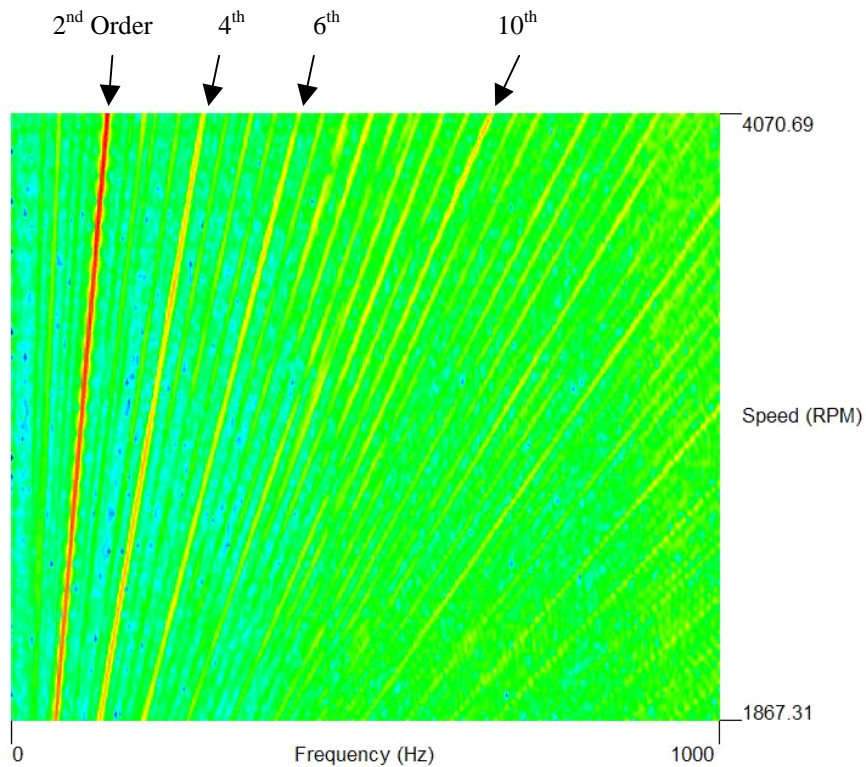 2nd Order 4th 6th 10th
4070.69
Speed (RPM)
1867.31
0 Frequency (Hz) 1000